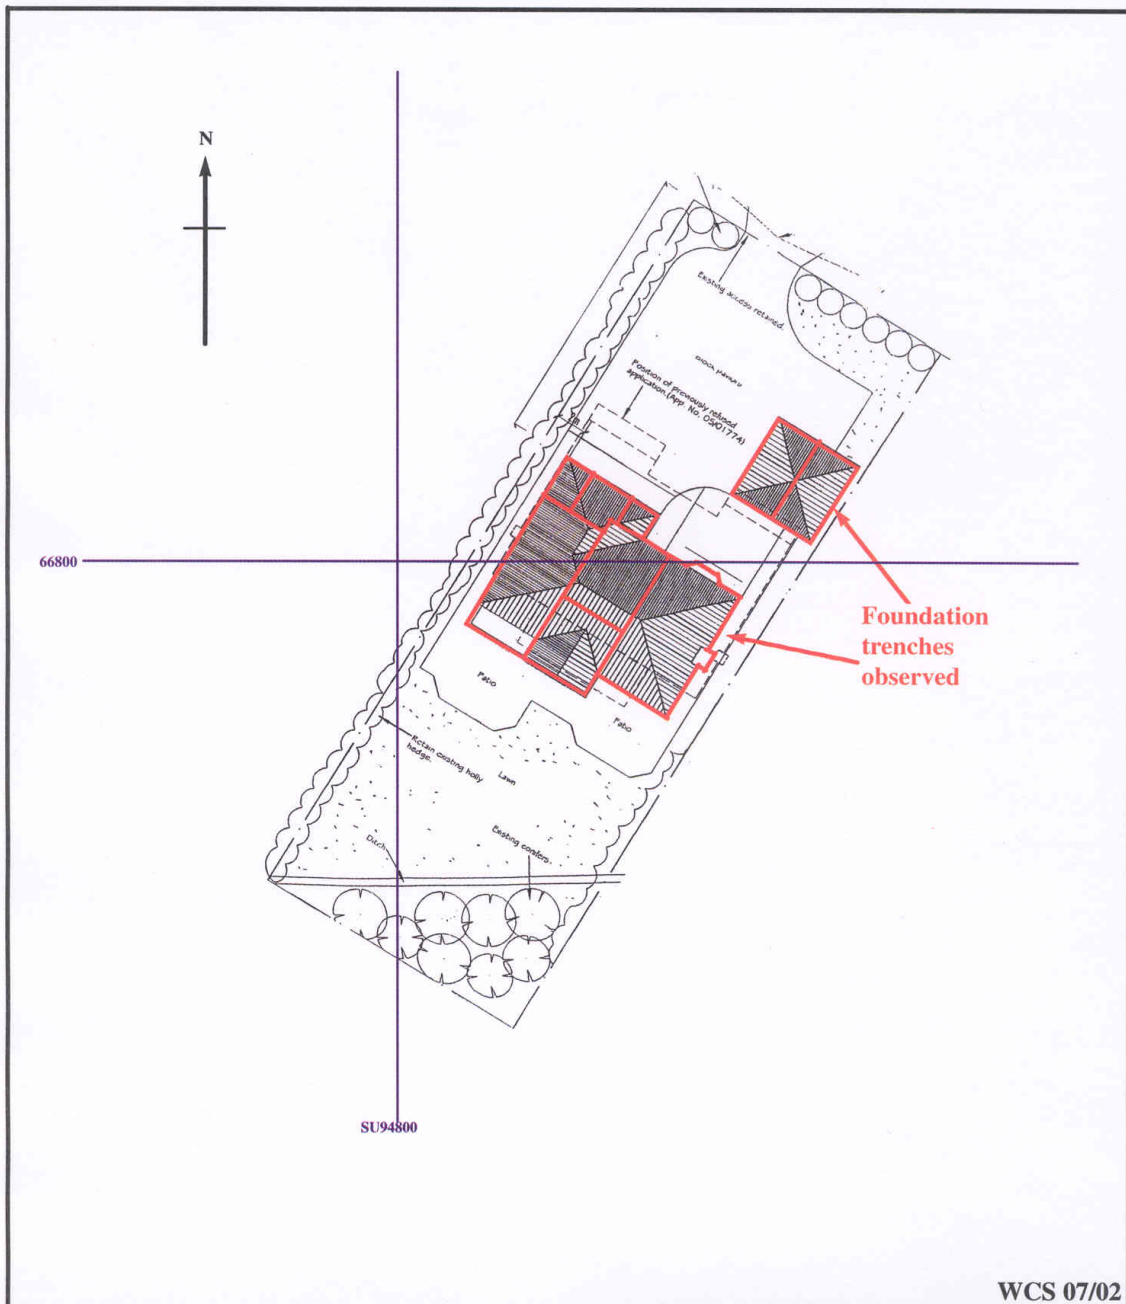 N
Existing access retained.
Position of previously refused
application.(App. No. 05/01774)
2m
66800
Foundation
trenches
observed
Patio
Patio
Retain existing holly
hedge.
Lawn
Ditch
Existing conifers.
SU94800
WCS 07/02